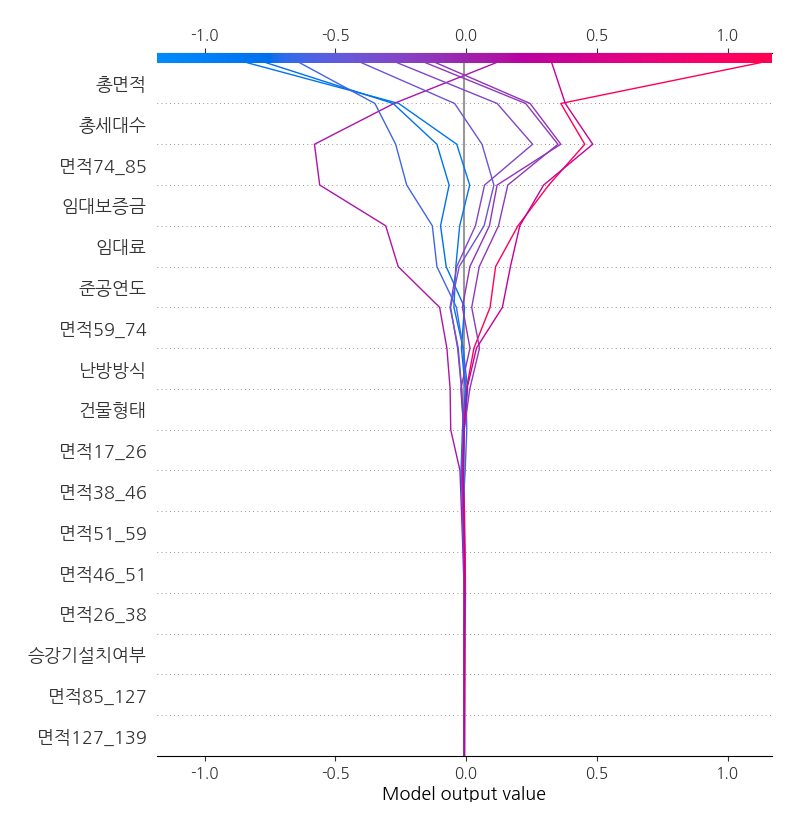 -1.0 -0.5 0.0 0.5 1.0
총면적
총세대수
면적74_85
임대보증금
임대료
준공연도
면적59_74
난방방식
건물형태
면적17_26
면적38_46
면적51_59
면적46_51
면적26_38
승강기설치여부
면적85_127
면적127_139
-1.0 -0.5 0.0 0.5 1.0
Model output value